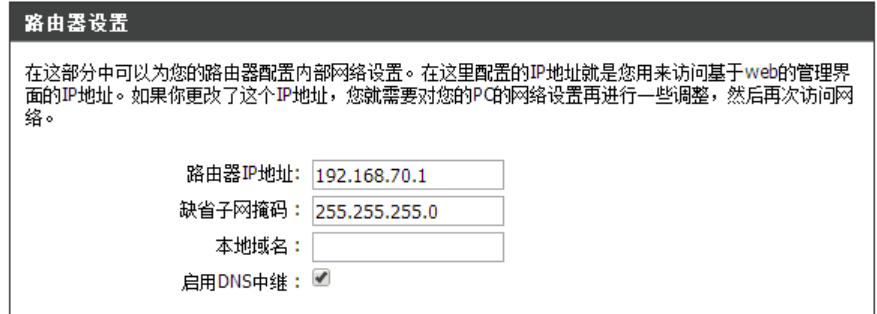 路由器设置
在这部分中可以为您的路由器配置内部网络设置。在这里配置的IP地址就是您用来访问基于web的管理界
面的IP地址。如果你更改了这个IP地址，您就需要对您的PC的网络设置再进行一些调整，然后再次访问网
络。
路由器IP地址: 192.168.70.1
缺省子网掩码： 255.255.255.0
本地域名：
启用DNS中继：